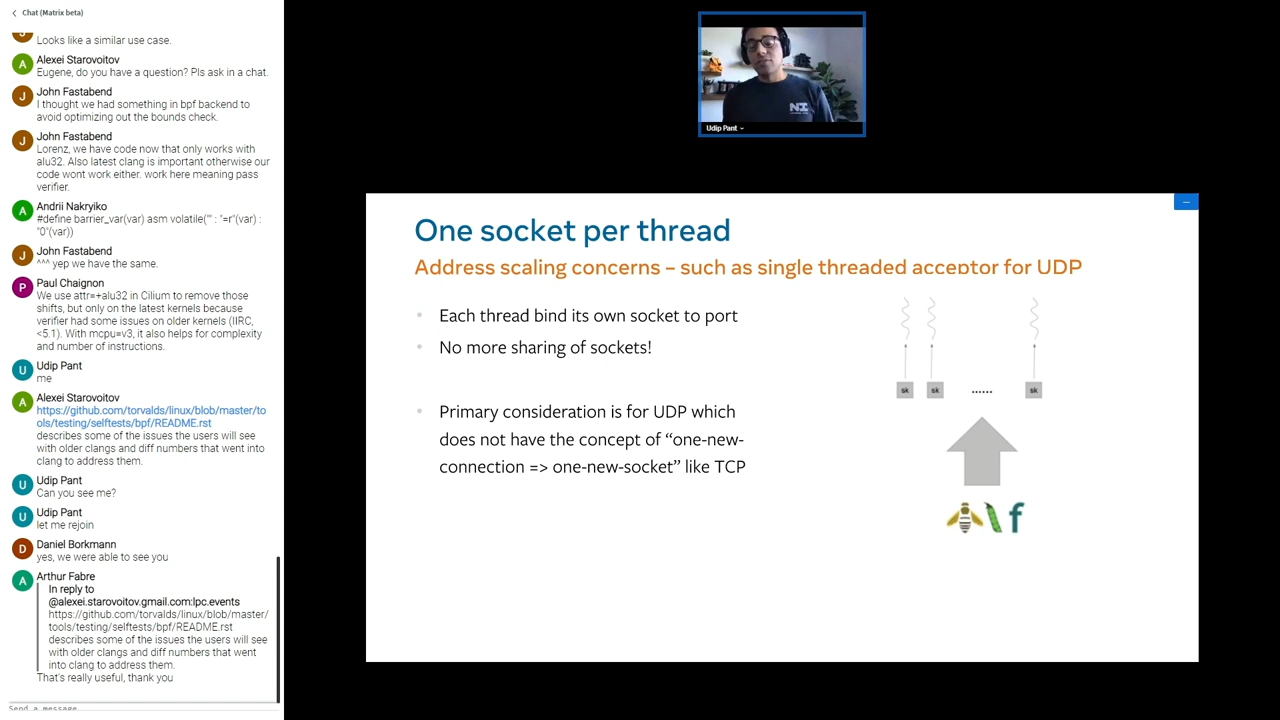 Chat (Matrix beta)
Looks like a similar use case.
A
Alexei Starovoitov
Eugene, do you have a question? Pls ask in a chat.
J
John Fastabend
I thought we had something in bpf backend to
avoid optimizing out the bounds check.
J
John Fastabend
Lorenz, we have code now that only works with
alu32. Also latest clang is important otherwise our
code wont work either. work here meaning pass
verifier.
A
Andrii Nakryiko
#define barrier_var(var) asm volatile("" : "=r"(var) :
"0"(var))
J
John Fastabend
^^^ yep we have the same.
P
Paul Chaignon
We use attr=+alu32 in Cilium to remove those
shifts, but only on the latest kernels because
verifier had some issues on older kernels (IIRC,
<5.1). With mcpu=v3, it also helps for complexity
and number of instructions.
U
Udip Pant
me
A
Alexei Starovoitov
https://github.com/torvalds/linux/blob/master/to
ols/testing/selftests/bpf/README.rst
describes some of the issues the users will see
with older clangs and diff numbers that went into
clang to address them.
U
Udip Pant
Can you see me?
U
Udip Pant
let me rejoin
D
Daniel Borkmann
yes, we were able to see you
A
Arthur Fabre
In reply to
@alexei.starovoitov.gmail.com:lpc.events
https://github.com/torvalds/linux/blob/master/
tools/testing/selftests/bpf/README.rst
describes some of the issues the users will see
with older clangs and diff numbers that went
into clang to address them.
That's really useful, thank you
Send a message
Udip Pant
One socket per thread
Address scaling concerns – such as single threaded acceptor for UDP
• Each thread bind its own socket to port
• No more sharing of sockets!
• Primary consideration is for UDP which
does not have the concept of “one-new-
connection => one-new-socket” like TCP
sk sk ...... sk
f